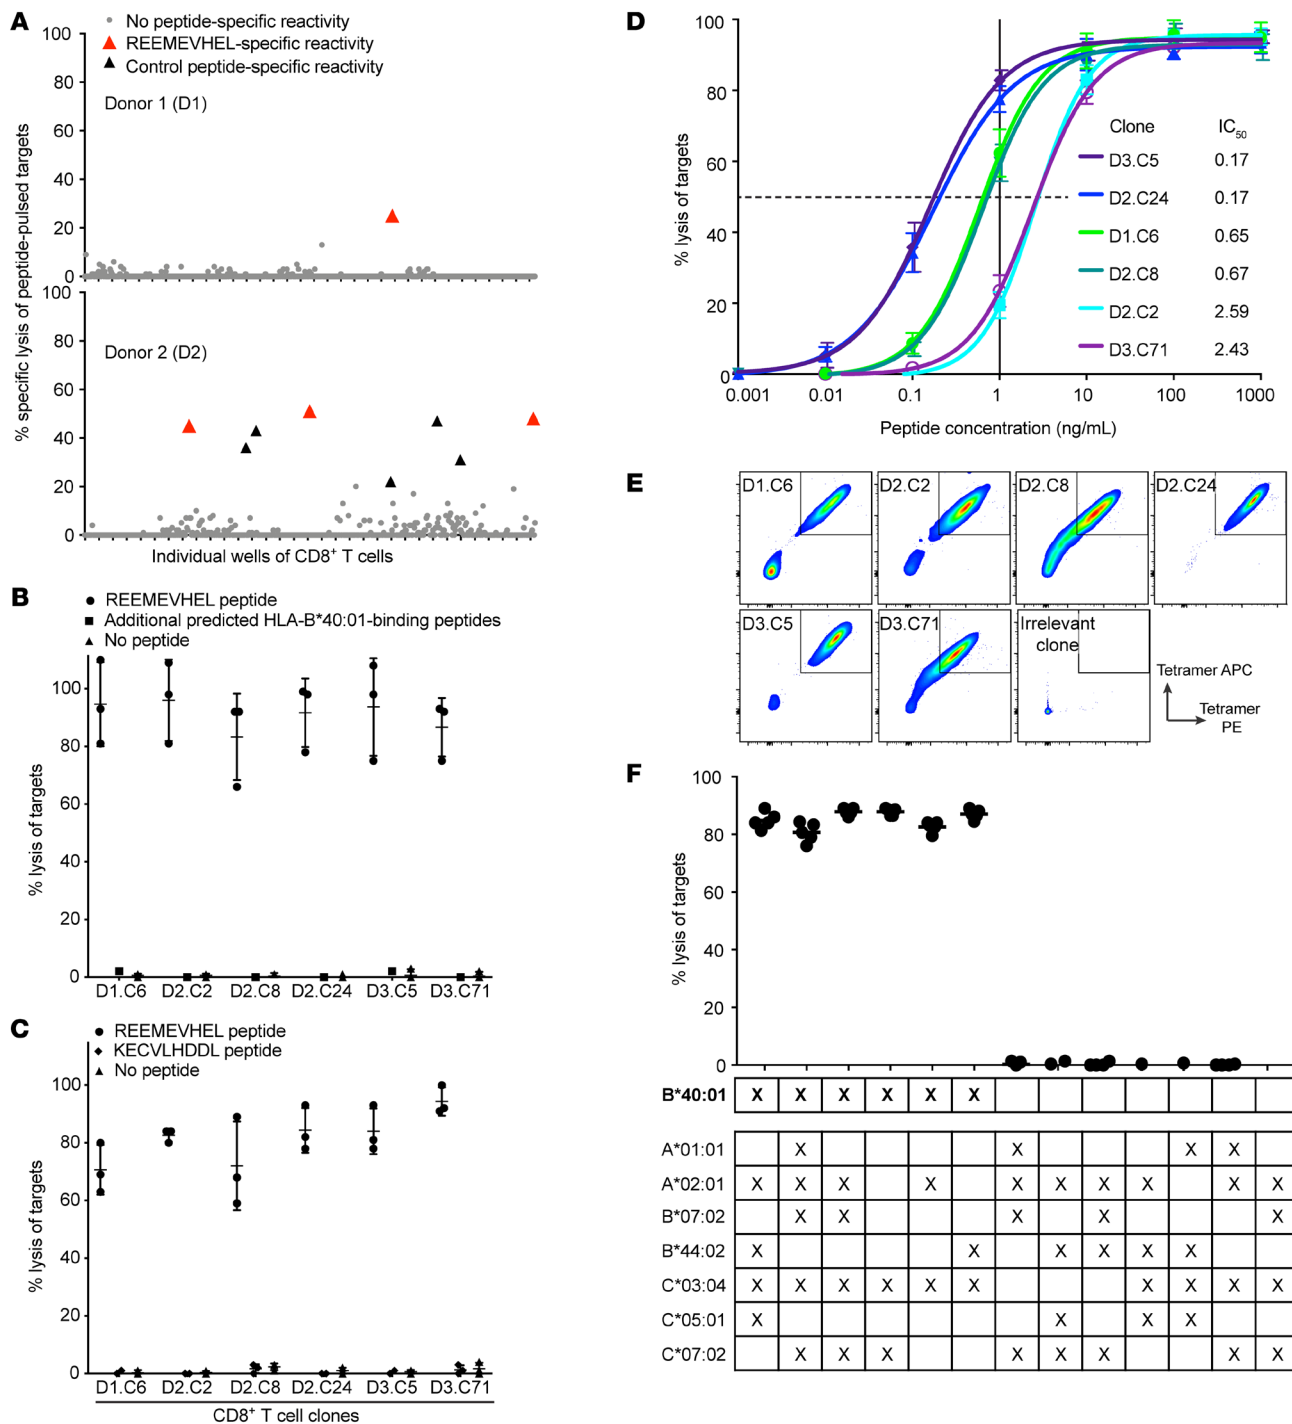 A
No peptide-specific reactivity
REEMEVHEL-specific reactivity
Control peptide-specific reactivity
% specific lysis of peptide-pulsed targets
100
80
60
40
20
0
Donor 1 (D1)
100
80
60
40
20
0
Donor 2 (D2)
Individual wells of CD8⁺ T cells
B
REEMEVHEL peptide
Additional predicted HLA-B*40:01-binding peptides
No peptide
% lysis of targets
100
80
60
40
20
0
D1.C6 D2.C2 D2.C8 D2.C24 D3.C5 D3.C71
C
REEMEVHEL peptide
KECVLHDDL peptide
No peptide
% lysis of targets
100
80
60
40
20
0
D1.C6 D2.C2 D2.C8 D2.C24 D3.C5 D3.C71
CD8⁺ T cell clones
D
% lysis of targets
100
80
60
40
20
0
0.001 0.01 0.1 1 10 100 1000
Peptide concentration (ng/mL)
Clone IC₅₀
D3.C5 0.17
D2.C24 0.17
D1.C6 0.65
D2.C8 0.67
D2.C2 2.59
D3.C71 2.43
E
D1.C6 D2.C2 D2.C8 D2.C24
D3.C5 D3.C71 Irrelevant
clone
Tetramer APC
Tetramer
PE
F
% lysis of targets
100
80
60
40
20
0
B*40:01 X X X X X X
A*01:01 X X X X
A*02:01 X X X X X X X X X X
B*07:02 X X X X X
B*44:02 X X X X X X
C*03:04 X X X X X X X X X X
C*05:01 X X X X
C*07:02 X X X X X X X X